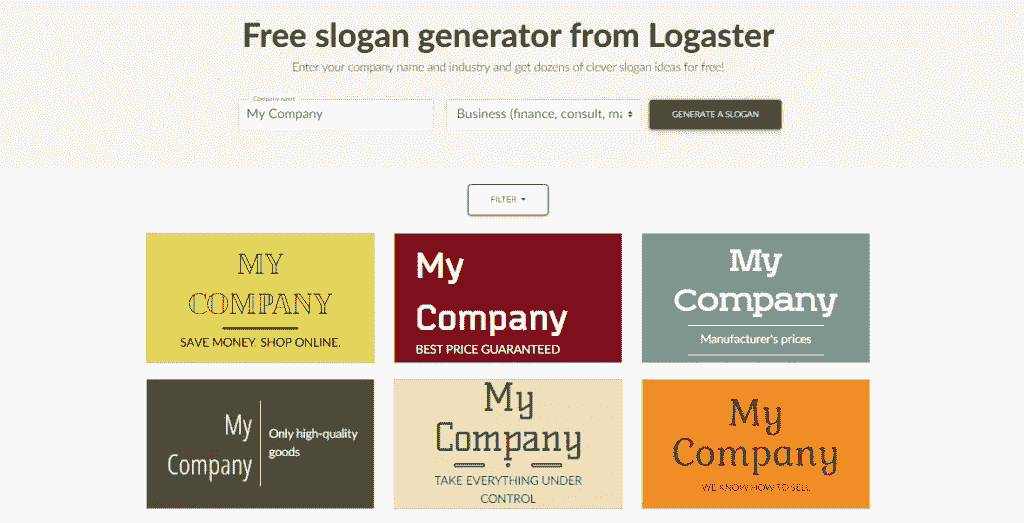 Free slogan generator from Logaster
Enter your company name and industry and get dozens of clever slogan ideas for free!
Company name
My Company
Business (finance, consult, ma
GENERATE A SLOGAN
FILTER
MY
COMPANY
SAVE MONEY. SHOP ONLINE.
My
Company
BEST PRICE GUARANTEED
My
Company
Manufacturer's prices
My
Company
Only high-quality
goods
My
Company
TAKE EVERYTHING UNDER
CONTROL
My
Company
WE KNOW HOW TO SELL